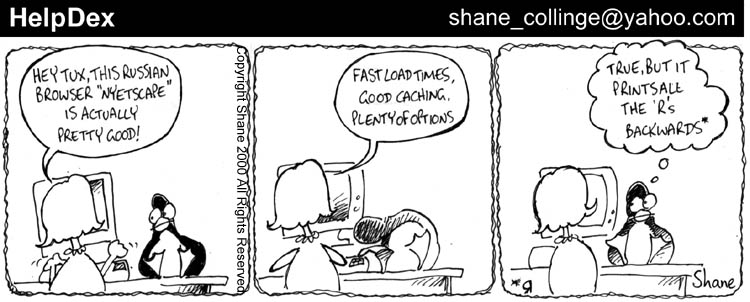 HelpDex
shane_collinge@yahoo.com
HEY TUX, THIS RUSSIAN
BROWSER "NYETSCAPE"
IS ACTUALLY
PRETTY GOOD!
Copyright Shane 2000 All Rights Reserved
FAST LOAD TIMES,
GOOD CACHING.
PLENTY OF OPTIONS
TRUE, BUT IT
PRINTS ALL
THE 'R's
BACKWARDS*
*Я
Shane